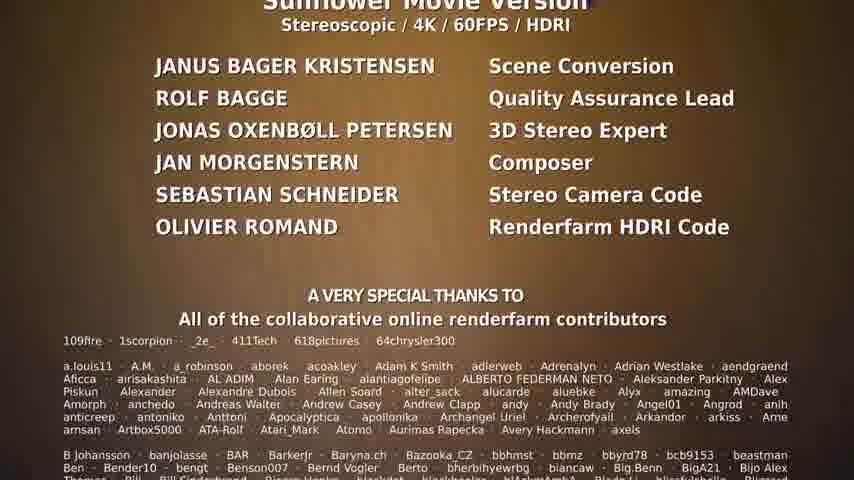 Sunflower Movie Version
Stereoscopic / 4K / 60FPS / HDRI
JANUS BAGER KRISTENSEN Scene Conversion
ROLF BAGGE Quality Assurance Lead
JONAS OXENBØLL PETERSEN 3D Stereo Expert
JAN MORGENSTERN Composer
SEBASTIAN SCHNEIDER Stereo Camera Code
OLIVIER ROMAND Renderfarm HDRI Code
A VERY SPECIAL THANKS TO
All of the collaborative online renderfarm contributors
109fire · 1scorpion · _2e_ · 411Tech · 618pictures · 64chrysler300
a.louis11 · A.M. · a_robinson · aborek · acoakley · Adam K Smith · adlerweb · Adrenalyn · Adrian Westlake · aendgraend
Aficca · airisakashita · AL ADIM · Alan Earing · alantiagofelipe · ALBERTO FEDERMAN NETO · Aleksander Parkitny · Alex
Piskun · Alexander · Alexandre Dubois · Allen Soard · alter_sack · alucarde · aluebke · Alyx · amazing · AMDave
Amorph · anchedo · Andreas Walter · Andrew Casey · Andrew Clapp · andy · Andy Brady · Angel01 · Angrod · anih
anticreep · antoniko · Anttoni · Apocalyptica · apollonika · Archangel Uriel · Archerofyall · Arkandor · arkiss · Arne
arnsan · Artbox5000 · ATA-Rolf · Atari_Mark · Atomo · Aurimas Rapecka · Avery Hackmann · axels
B Johansson · banjolasse · BAR · BarkerJr · Baryna.ch · Bazooka_CZ · bbhmst · bbmz · bbyrd78 · bcb9153 · beastman
Ben · Bender10 · bengt · Benson007 · Bernd Vogler · Berto · bherbihyewrbg · biancaw · Big.Benn · BigA21 · Bijo Alex